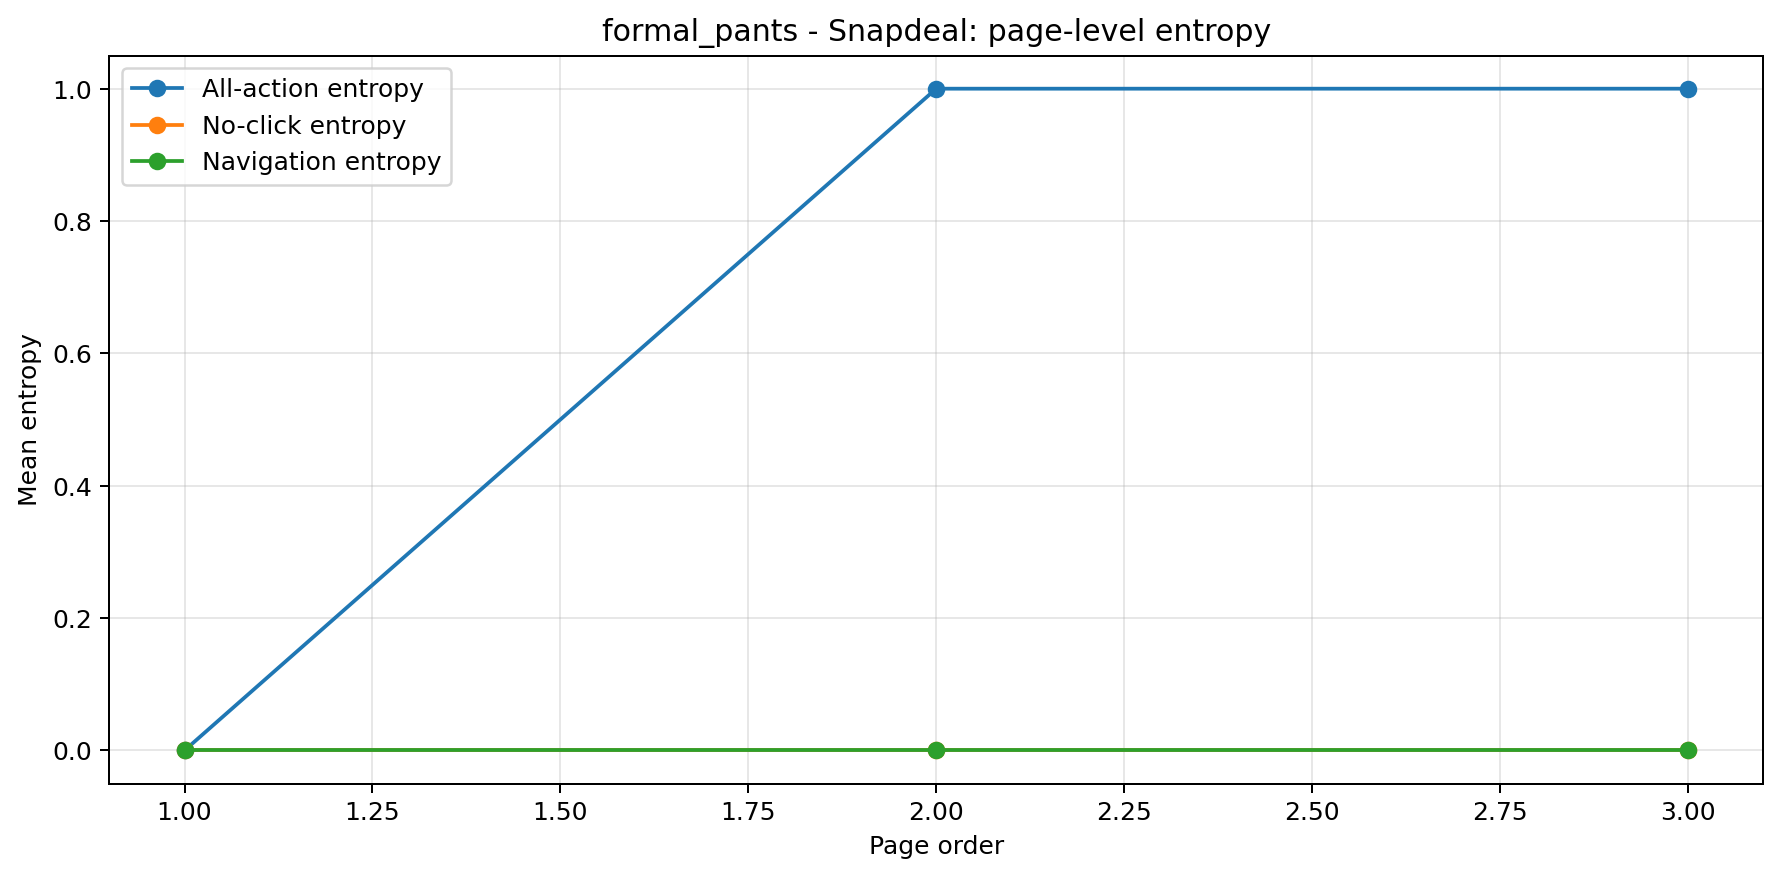 formal_pants - Snapdeal: page-level entropy
All-action entropy
No-click entropy
Navigation entropy
Mean entropy
1.0
0.8
0.6
0.4
0.2
0.0
1.00 1.25 1.50 1.75 2.00 2.25 2.50 2.75 3.00
Page order